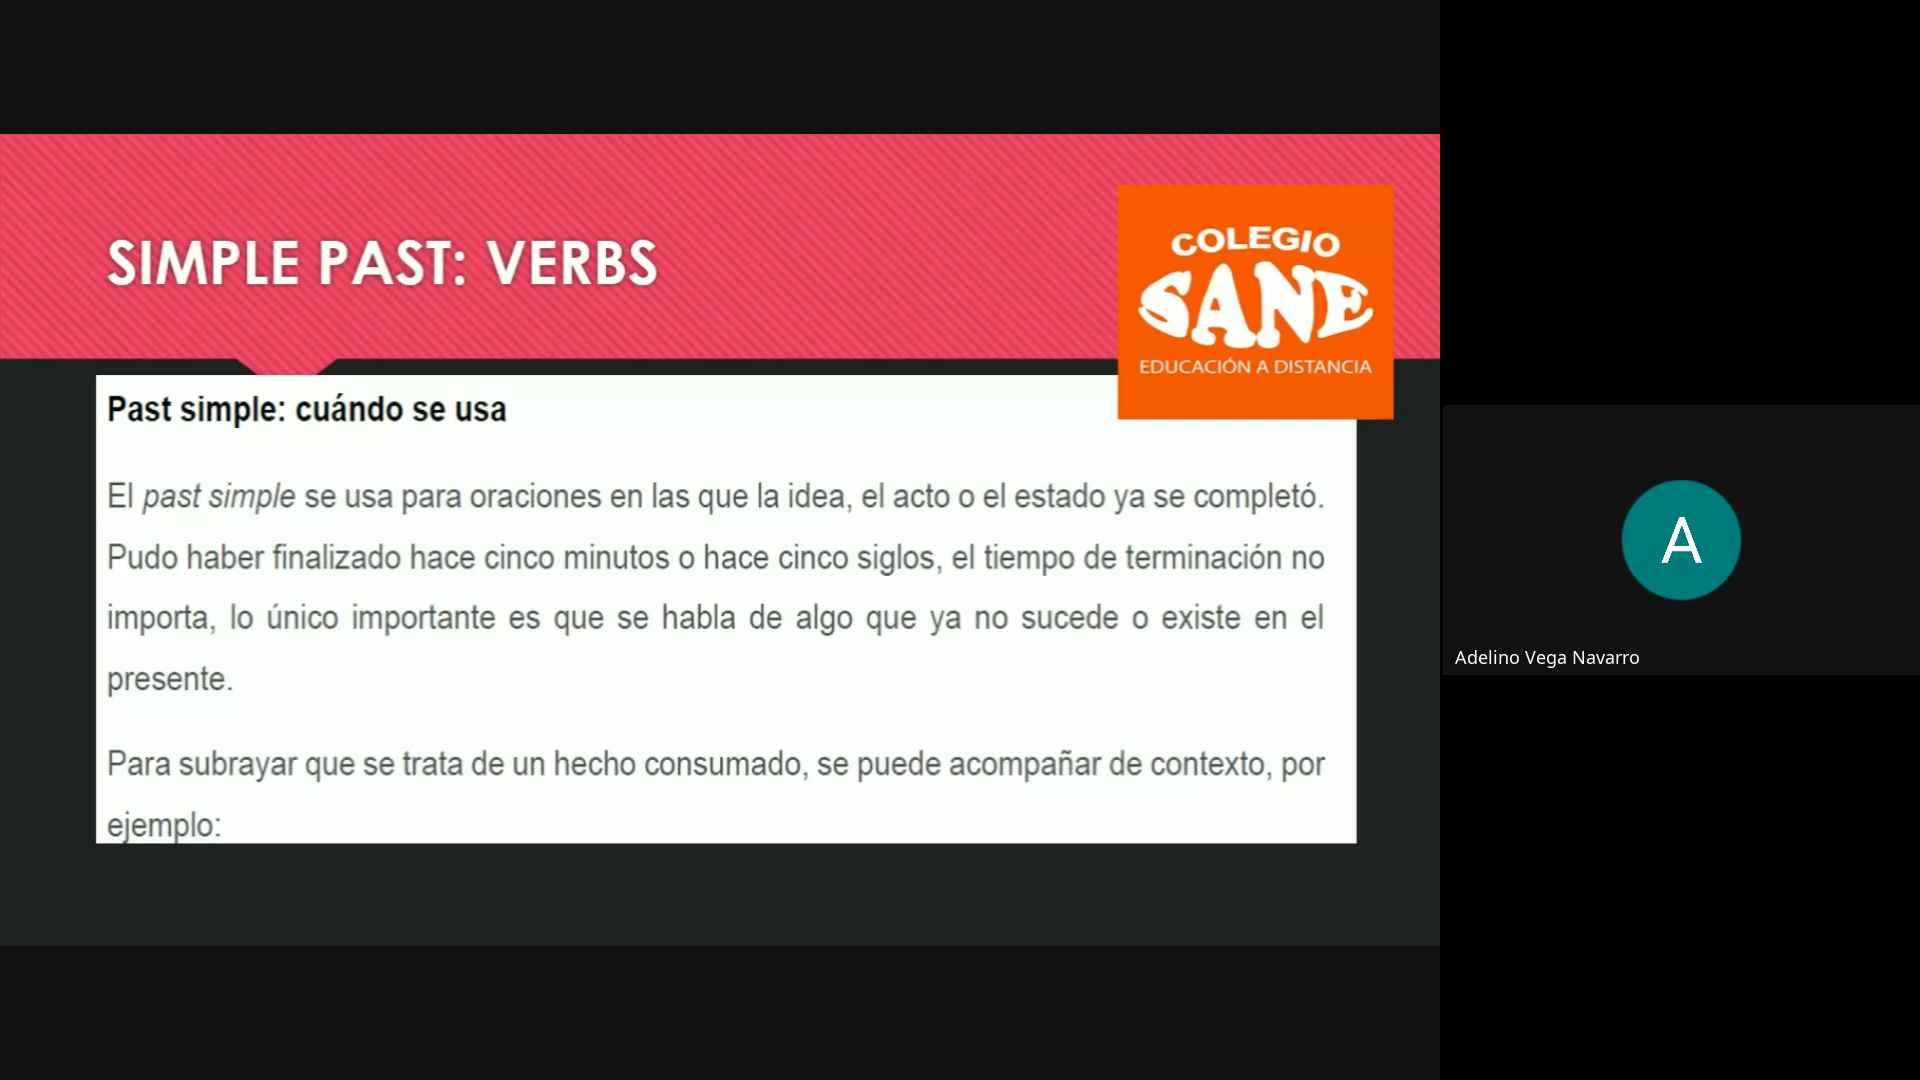 SIMPLE PAST: VERBS
COLEGIO
SANE
EDUCACIÓN A DISTANCIA
Past simple: cuándo se usa
El past simple se usa para oraciones en las que la idea, el acto o el estado ya se completó.
Pudo haber finalizado hace cinco minutos o hace cinco siglos, el tiempo de terminación no
importa, lo único importante es que se habla de algo que ya no sucede o existe en el
presente.
Para subrayar que se trata de un hecho consumado, se puede acompañar de contexto, por
ejemplo:
A
Adelino Vega Navarro